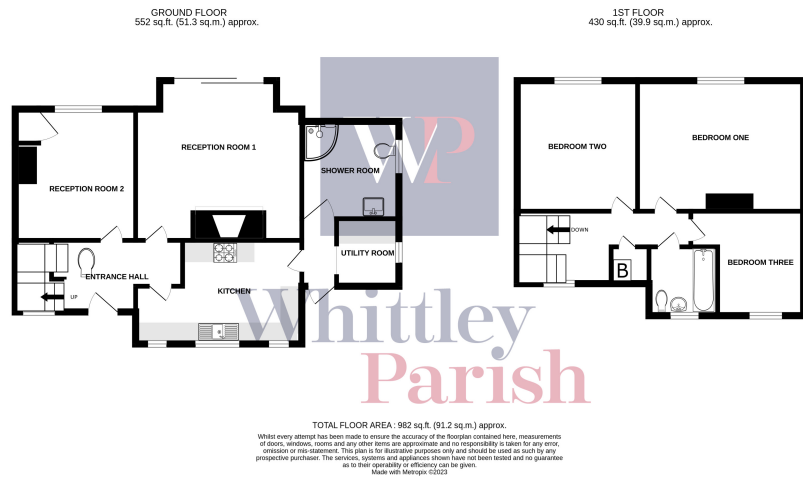 GROUND FLOOR
552 sq.ft. (51.3 sq.m.) approx.
1ST FLOOR
430 sq.ft. (39.9 sq.m.) approx.
WP
RECEPTION ROOM 1
RECEPTION ROOM 2
SHOWER ROOM
UTILITY ROOM
ENTRANCE HALL
KITCHEN
UP
BEDROOM TWO
BEDROOM ONE
DOWN
B
BEDROOM THREE
Whittley
Parish
TOTAL FLOOR AREA : 982 sq.ft. (91.2 sq.m.) approx.
Whilst every attempt has been made to ensure the accuracy of the floorplan contained here, measurements
of doors, windows, rooms and any other items are approximate and no responsibility is taken for any error,
omission or mis-statement. This plan is for illustrative purposes only and should be used as such by any
prospective purchaser. The services, systems and appliances shown have not been tested and no guarantee
as to their operability or efficiency can be given.
Made with Metropix ©2023